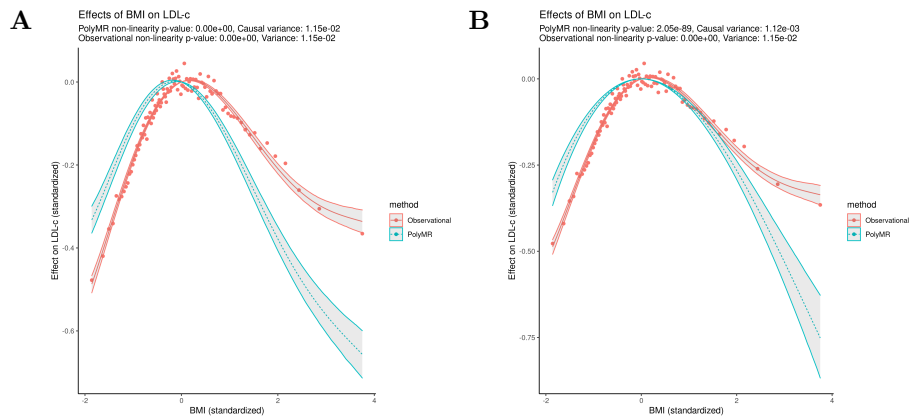 A
Effects of BMI on LDL-c
PolyMR non-linearity p-value: 0.00e+00, Causal variance: 1.15e-02
Observational non-linearity p-value: 0.00e+00, Variance: 1.15e-02
0.0
-0.2
-0.4
-0.6
Effect on LDL-c (standardized)
-2
0
2
4
BMI (standardized)
method
Observational
PolyMR
B
Effects of BMI on LDL-c
PolyMR non-linearity p-value: 2.05e-89, Causal variance: 1.12e-03
Observational non-linearity p-value: 0.00e+00, Variance: 1.15e-02
0.00
-0.25
-0.50
-0.75
Effect on LDL-c (standardized)
-2
0
2
4
BMI (standardized)
method
Observational
PolyMR